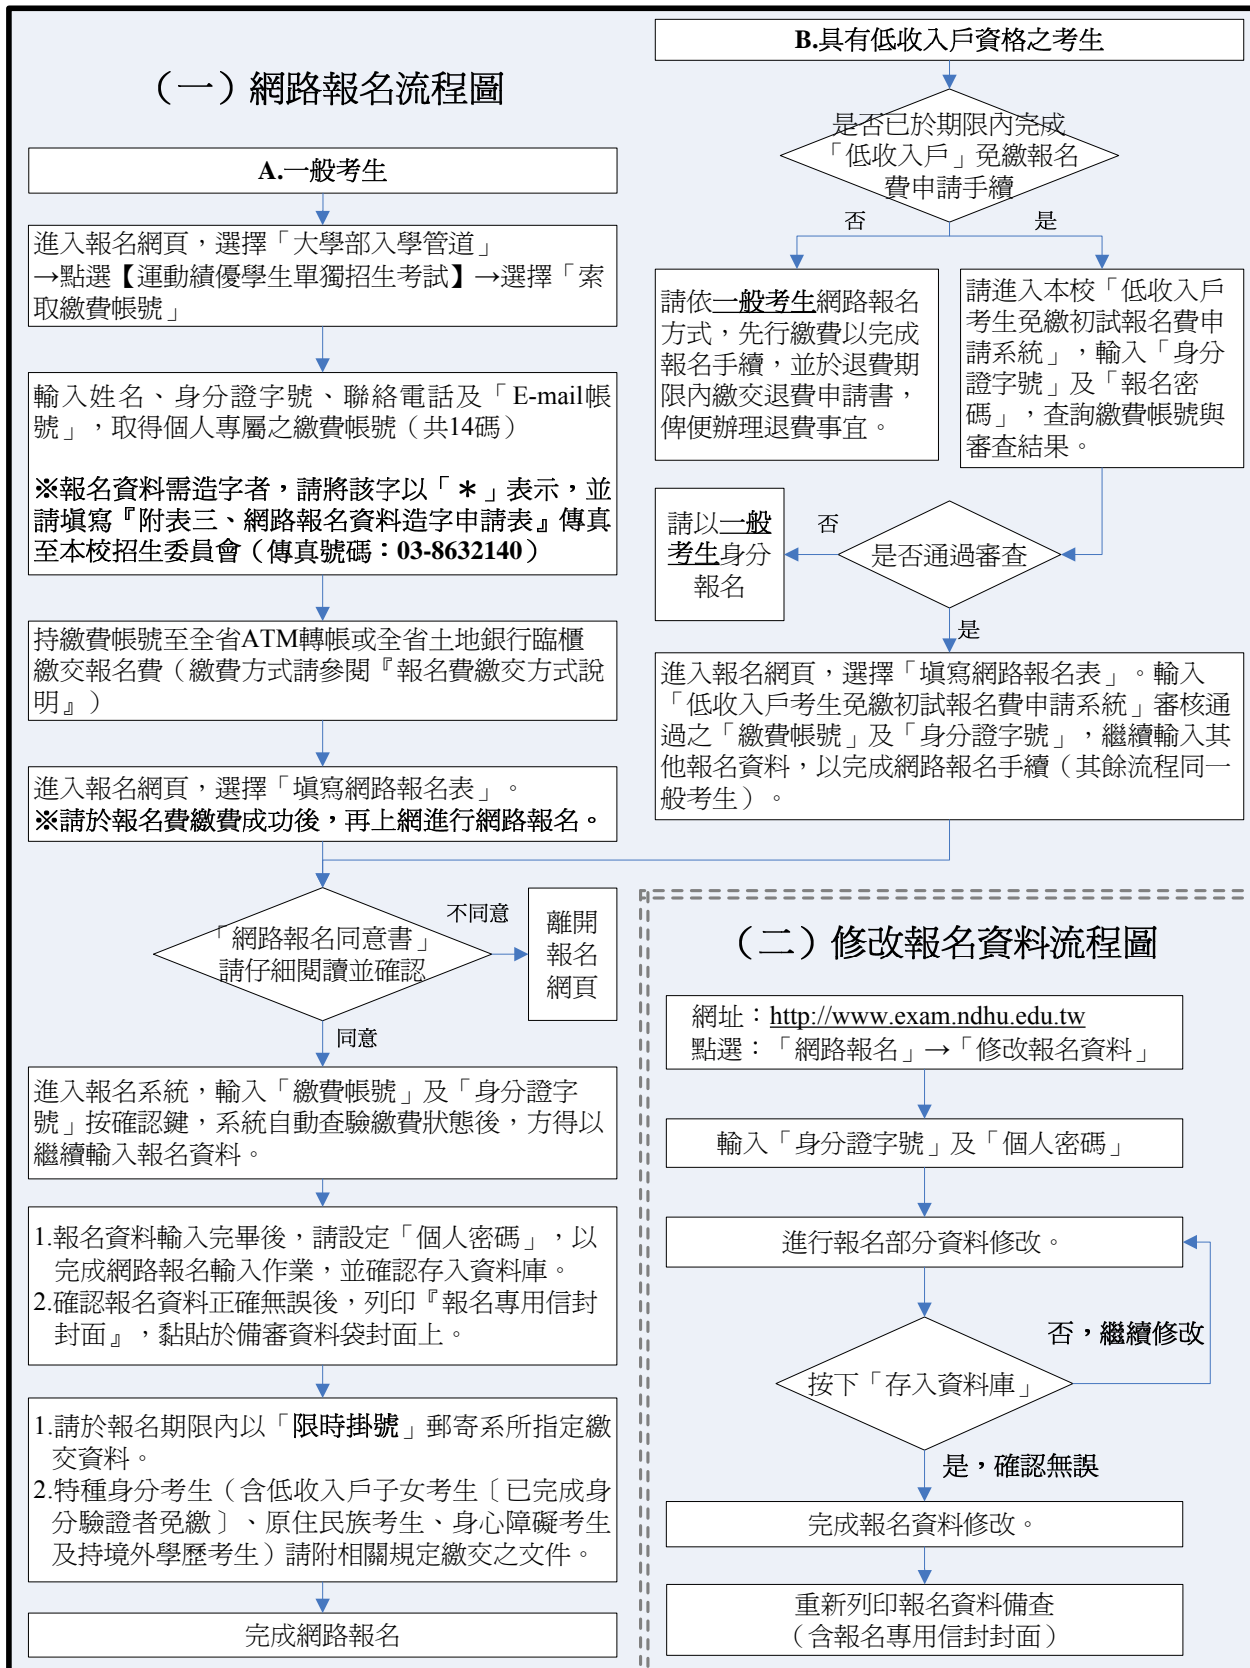 （一）網路報名流程圖
A.一般考生
進入報名網頁，選擇「大學部入學管道」
→點選【運動績優學生單獨招生考試】→選擇「索
取繳費帳號」
輸入姓名、身分證字號、聯絡電話及「E-mail帳
號」，取得個人專屬之繳費帳號（共14碼）
※報名資料需造字者，請將該字以「＊」表示，並
請填寫『附表三、網路報名資料造字申請表』傳真
至本校招生委員會（傳真號碼：03-8632140）
持繳費帳號至全省ATM轉帳或全省土地銀行臨櫃
繳交報名費（繳費方式請參閱『報名費繳交方式說
明』）
進入報名網頁，選擇「填寫網路報名表」。
※請於報名費繳費成功後，再上網進行網路報名。
「網路報名同意書」
請仔細閱讀並確認
不同意
離開
報名
網頁
同意
進入報名系統，輸入「繳費帳號」及「身分證字
號」按確認鍵，系統自動查驗繳費狀態後，方得以
繼續輸入報名資料。
1.報名資料輸入完畢後，請設定「個人密碼」，以
完成網路報名輸入作業，並確認存入資料庫。
2.確認報名資料正確無誤後，列印『報名專用信封
封面』，黏貼於備審資料袋封面上。
1.請於報名期限內以「限時掛號」郵寄系所指定繳
交資料。
2.特種身分考生（含低收入戶子女考生〔已完成身
分驗證者免繳〕、原住民族考生、身心障礙考生
及持境外學歷考生）請附相關規定繳交之文件。
完成網路報名
B.具有低收入戶資格之考生
是否已於期限內完成
「低收入戶」免繳報名
費申請手續
否
是
請依一般考生網路報名
方式，先行繳費以完成
報名手續，並於退費期
限內繳交退費申請書，
俾便辦理退費事宜。
請進入本校「低收入戶
考生免繳初試報名費申
請系統」，輸入「身分
證字號」及「報名密
碼」，查詢繳費帳號與
審查結果。
是否通過審查
否
請以一般
考生身分
報名
是
進入報名網頁，選擇「填寫網路報名表」。輸入
「低收入戶考生免繳初試報名費申請系統」審核通
過之「繳費帳號」及「身分證字號」，繼續輸入其
他報名資料，以完成網路報名手續（其餘流程同一
般考生）。
（二）修改報名資料流程圖
網址：http://www.exam.ndhu.edu.tw
點選：「網路報名」→「修改報名資料」
輸入「身分證字號」及「個人密碼」
進行報名部分資料修改。
否，繼續修改
按下「存入資料庫」
是，確認無誤
完成報名資料修改。
重新列印報名資料備查
（含報名專用信封封面）